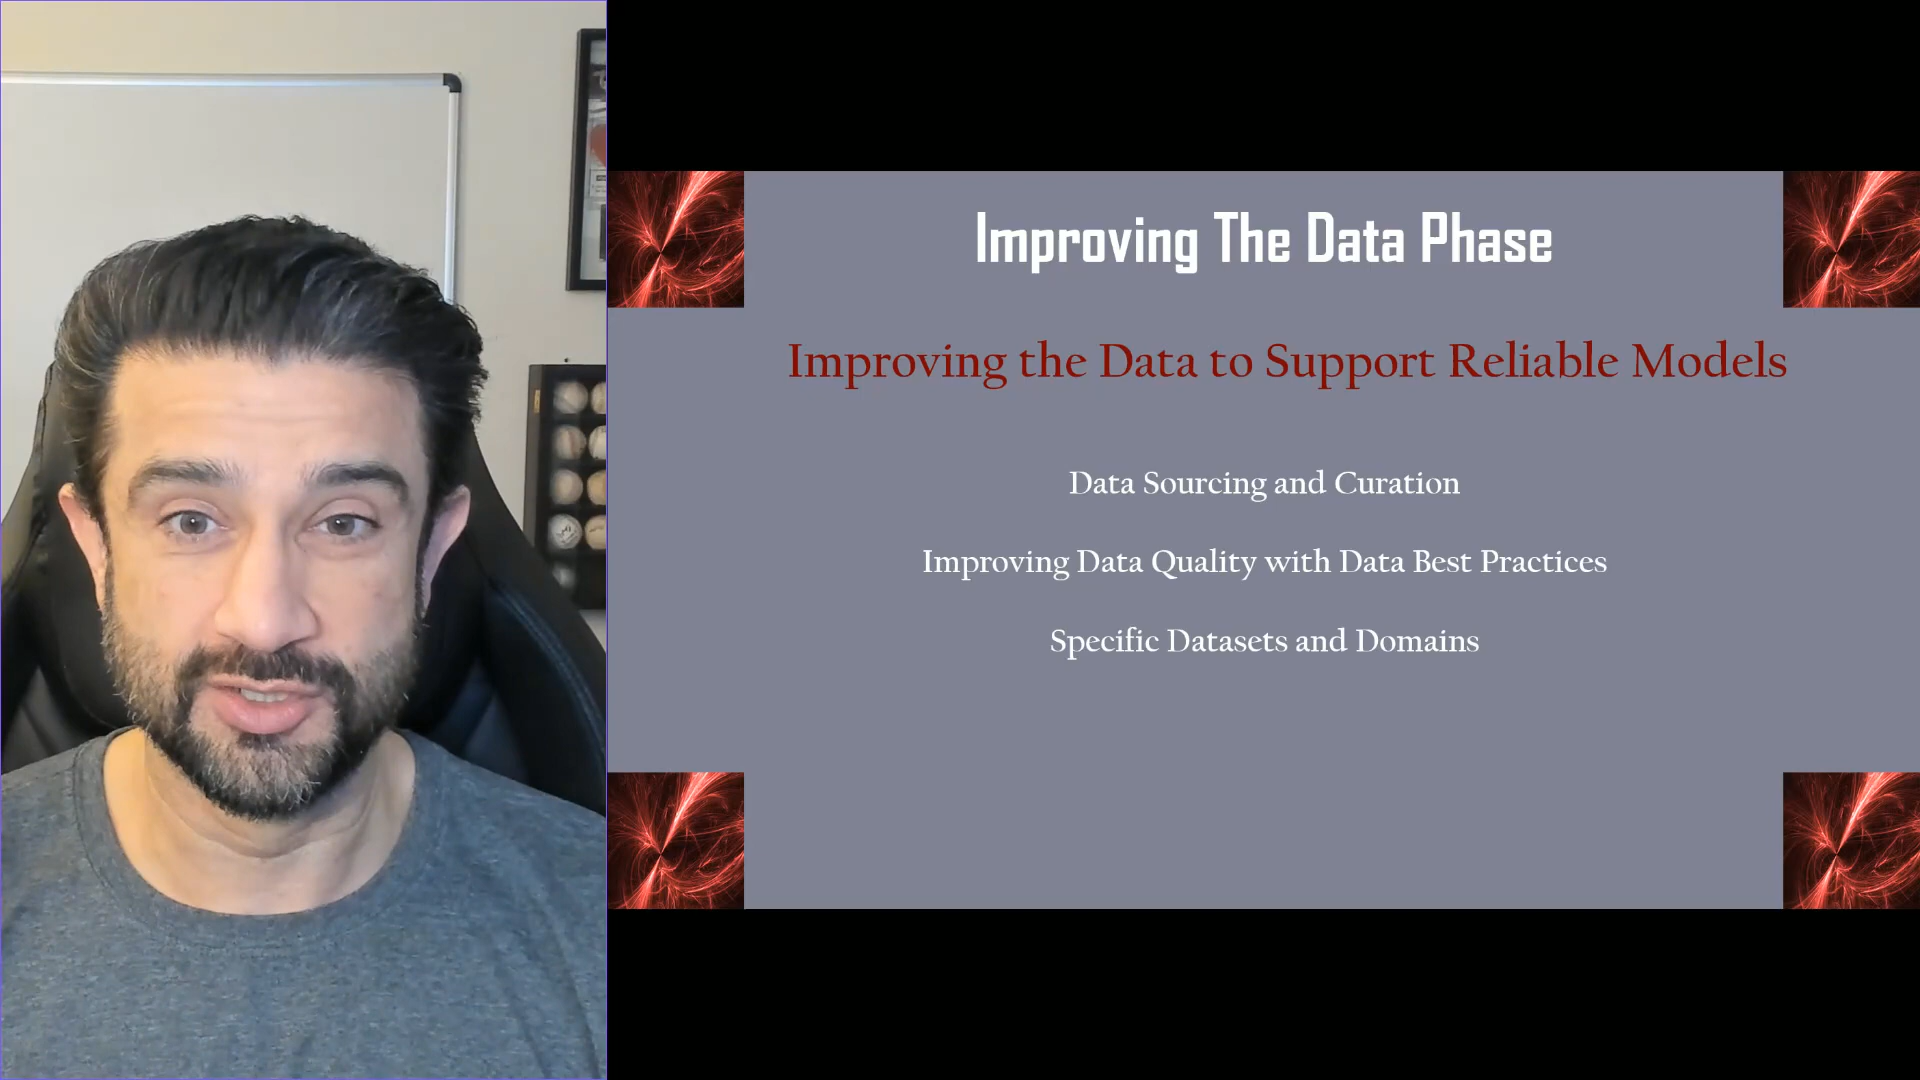 Improving The Data Phase
Improving the Data to Support Reliable Models
Data Sourcing and Curation
Improving Data Quality with Data Best Practices
Specific Datasets and Domains